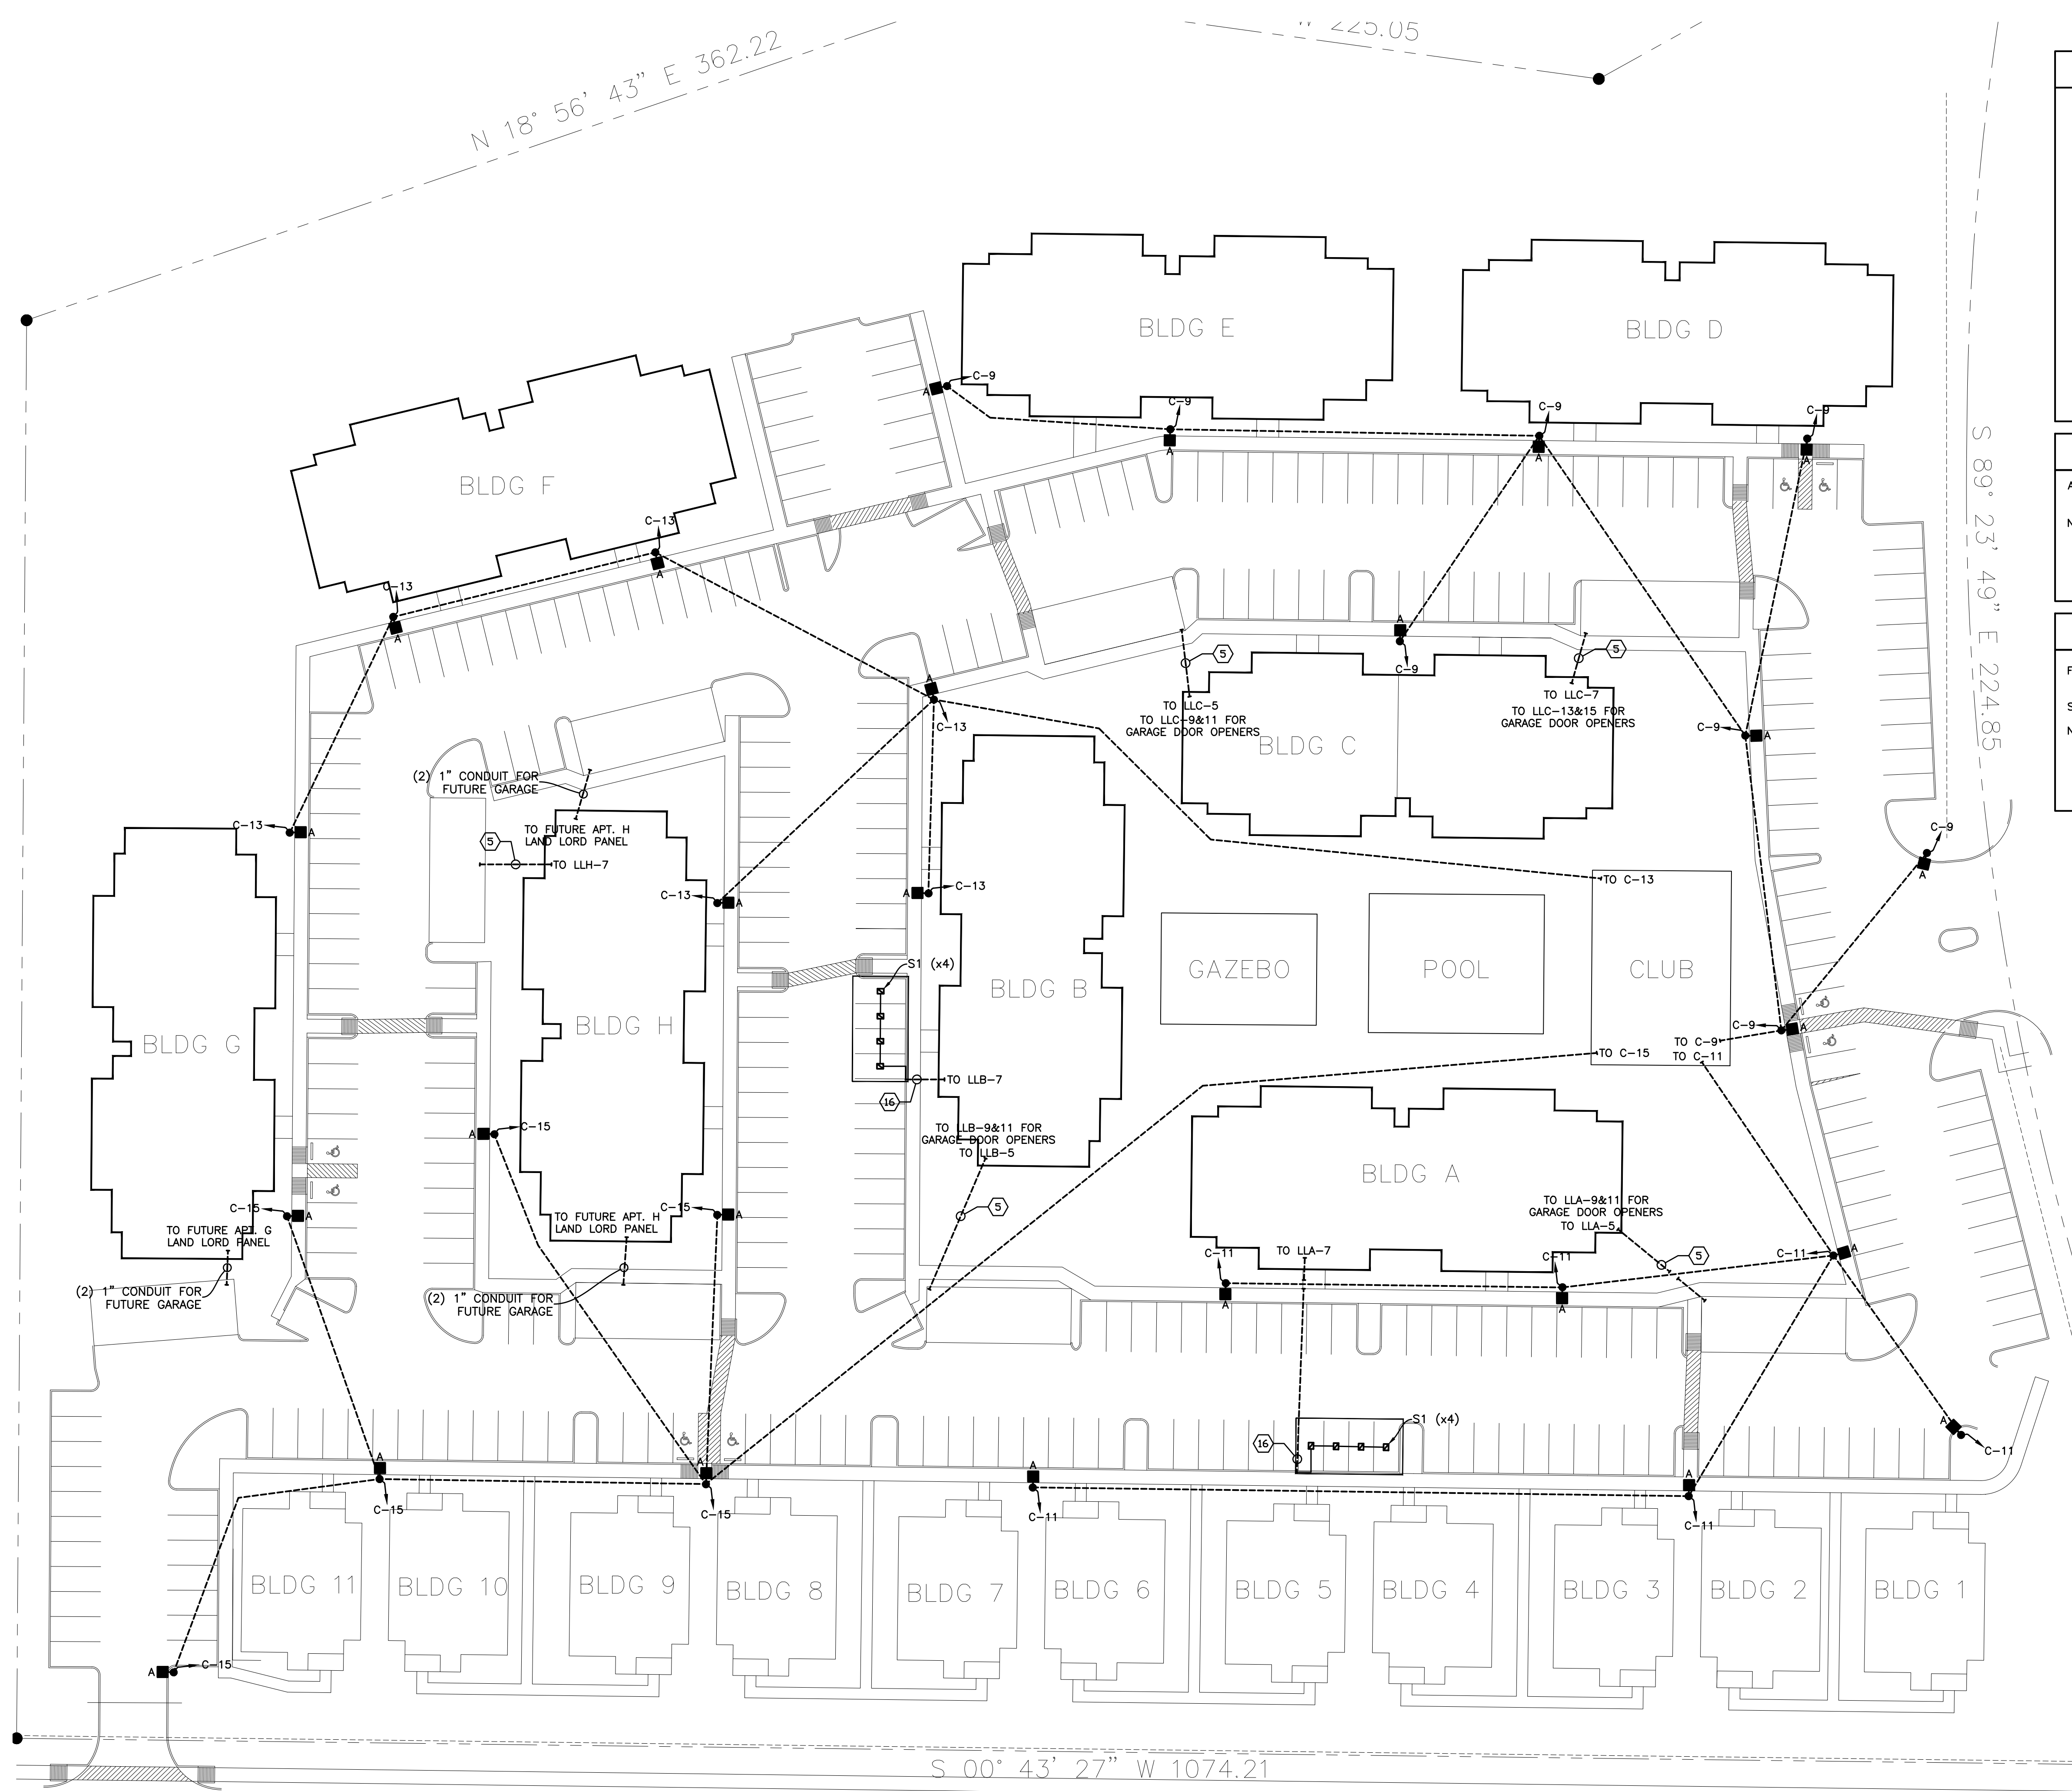 W 225.05
N 18° 56' 43" E 362.22
S 89° 23' 49" E 224.85
BLDG E
BLDG D
C-9
A
C-9
A
C-9
A
C-9
A
BLDG F
C-13
A
C-13
A
A
C-9
5
5
TO LLC-5
TO LLC-9&11 FOR
GARAGE DOOR OPENERS
TO LLC-7
TO LLC-13&15 FOR
GARAGE DOOR OPENERS
BLDG C
A
C-13
C-9
A
(2) 1" CONDUIT FOR
FUTURE GARAGE
TO FUTURE APT. H
LAND LORD PANEL
C-13
A
5
TO LLH-7
C-9
A
TO C-13
C-13
A
A
C-13
S1 (x4)
GAZEBO
POOL
CLUB
BLDG B
BLDG H
BLDG G
C-9
A
TO C-9
TO C-15
TO C-11
TO LLB-7
16
A
C-15
TO LLB-9&11 FOR
GARAGE DOOR OPENERS
TO LLB-5
5
BLDG A
TO LLA-9&11 FOR
GARAGE DOOR OPENERS
TO LLA-5
5
C-15
A
TO FUTURE APT. G
LAND LORD PANEL
TO FUTURE APT. H
LAND LORD PANEL
C-15
A
C-11
A
TO LLA-7
C-11
A
C-11
A
(2) 1" CONDUIT FOR
FUTURE GARAGE
(2) 1" CONDUIT FOR
FUTURE GARAGE
S1 (x4)
16
A
C-11
A
C-15
A
C-15
A
C-11
A
C-11
BLDG 11
BLDG 10
BLDG 9
BLDG 8
BLDG 7
BLDG 6
BLDG 5
BLDG 4
BLDG 3
BLDG 2
BLDG 1
A
C-15
S 00° 43' 27" W 1074.21
A
N
F
S
N